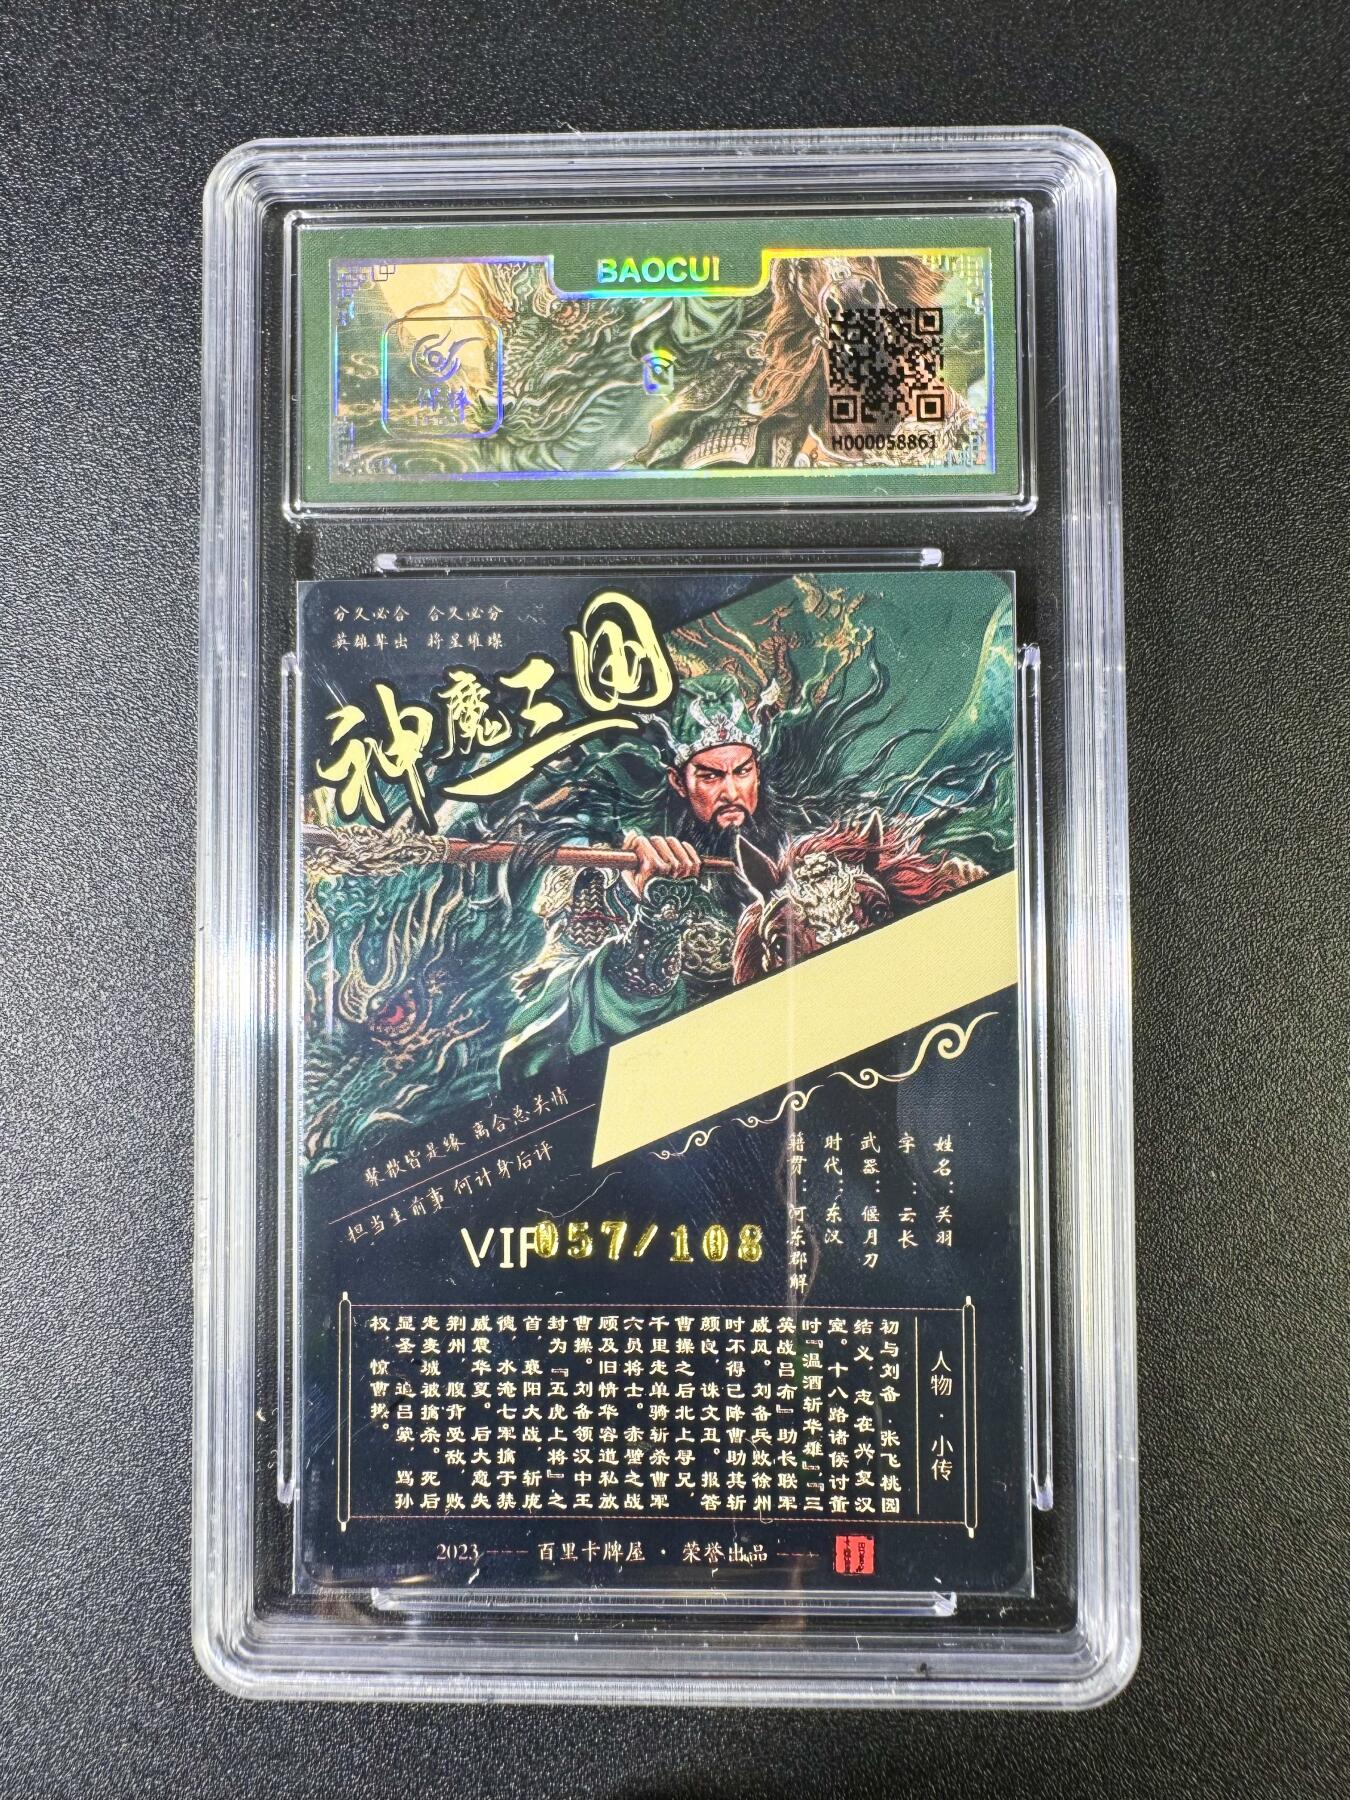 BAOCUI
保粹
H000058861
分久必合 合久必分
英雄辈出 将星璀璨
神魔三国
聚散皆是缘 离合总关情
担当生前事 何计身后评
姓名：关羽
字：云长
武器：偃月刀
时代：东汉
籍贯：河东郡解
VIP057/108
人物·小传
初与刘备·张飞桃园
结义，志在兴复汉
室。十八路诸侯讨董
时『温酒斩华雄』『三
英战吕布』助长联军
威风。刘备兵败徐州
时不得已降曹助其斩
颜良，诛文丑。报答
曹操之后北上寻兄，
千里走单骑斩杀曹军
六员将士。赤壁之战
顾及旧情华容道私放
曹操。刘备领汉中王
封为『五虎上将』之
首，襄阳大战，斩庞
德，水淹七军擒于禁
威震华夏。后大意失
荆州，腹背受敌，败
走麦城被擒杀。死后
显圣追吕蒙，骂孙
权，惊曹操。
2023 --- 百里卡牌屋·荣誉出品 ---